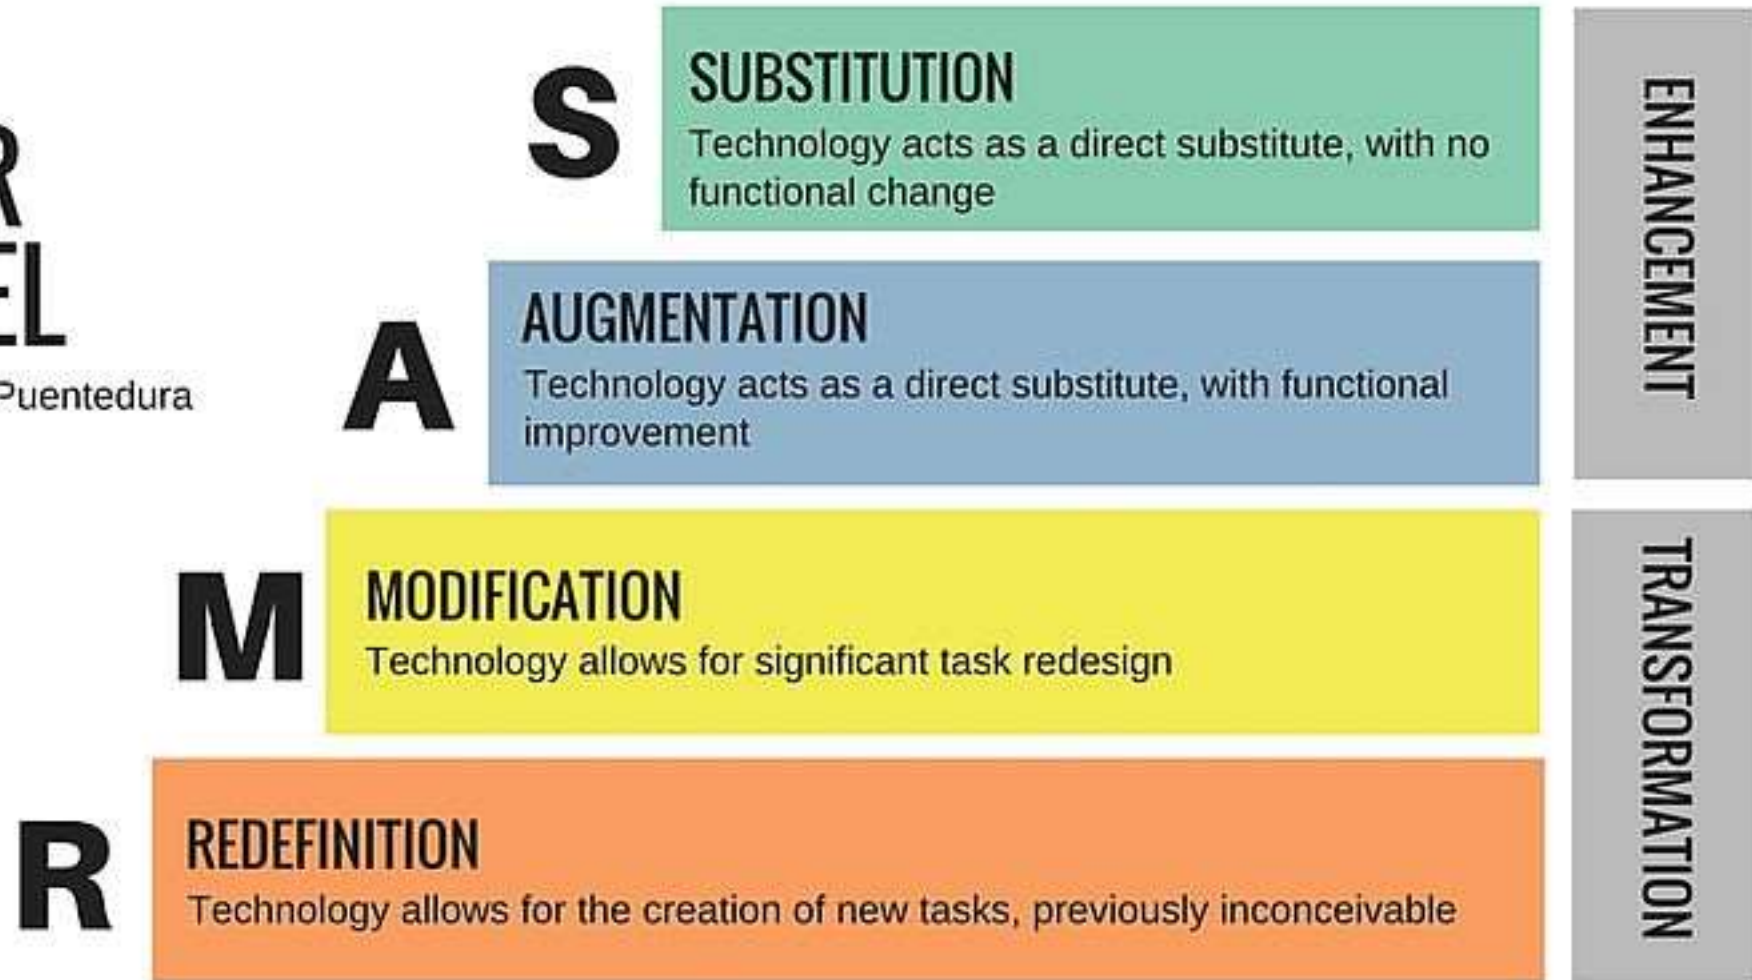 R
EL
Puentedura
S
SUBSTITUTION
Technology acts as a direct substitute, with no
functional change
A
AUGMENTATION
Technology acts as a direct substitute, with functional
improvement
M
MODIFICATION
Technology allows for significant task redesign
R
REDEFINITION
Technology allows for the creation of new tasks, previously inconceivable
ENHANCEMENT
TRANSFORMATION